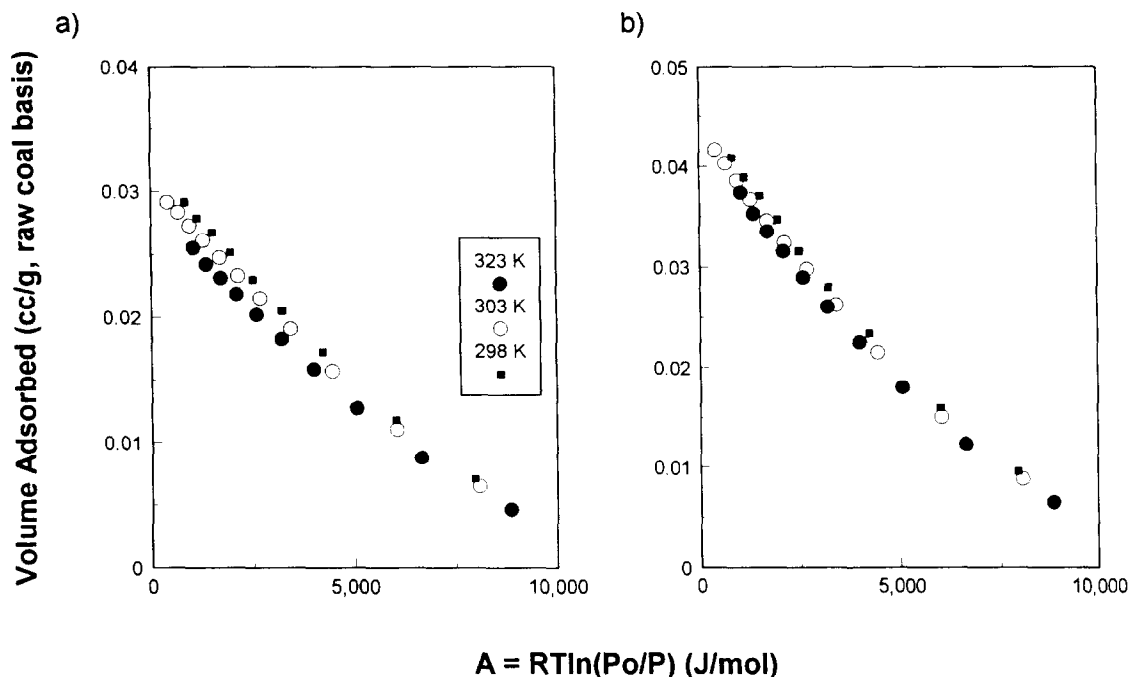 a)
b)
Volume Adsorbed (cc/g, raw coal basis)
0.04
0.03
0.02
0.01
0
0
5,000
10,000
323 K
303 K
298 K
0.05
0.04
0.03
0.02
0.01
0
0
5,000
10,000
A = RTln(Po/P) (J/mol)